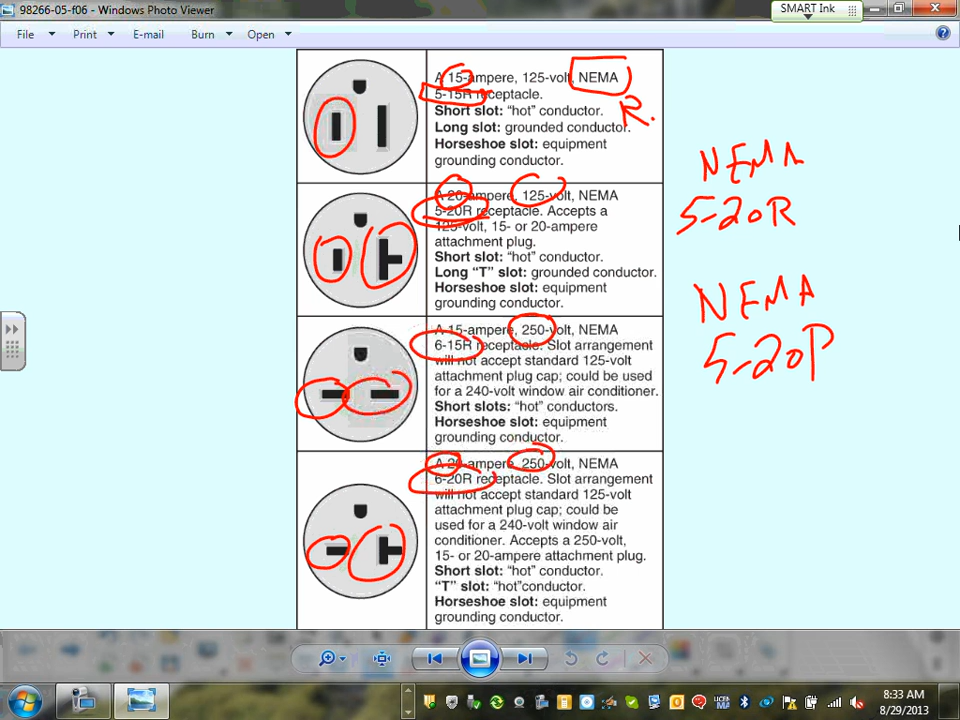 98266-05-f06 - Windows Photo Viewer
SMART Ink
File Print E-mail Burn Open
A 15-ampere, 125-volt, NEMA
5-15R receptacle.
Short slot: “hot” conductor.
Long slot: grounded conductor.
Horseshoe slot: equipment
grounding conductor.
R.
A 20-ampere, 125-volt, NEMA
5-20R receptacle. Accepts a
125-volt, 15- or 20-ampere
attachment plug.
Short slot: “hot” conductor.
Long “T” slot: grounded conductor.
Horseshoe slot: equipment
grounding conductor.
NEMA
5-20R
A 15-ampere, 250-volt, NEMA
6-15R receptacle. Slot arrangement
will not accept standard 125-volt
attachment plug cap; could be used
for a 240-volt window air conditioner.
Short slots: “hot” conductors.
Horseshoe slot: equipment
grounding conductor.
NEMA
5-20P
A 20-ampere, 250-volt, NEMA
6-20R receptacle. Slot arrangement
will not accept standard 125-volt
attachment plug cap; could be
used for a 240-volt window air
conditioner. Accepts a 250-volt,
15- or 20-ampere attachment plug.
Short slot: “hot” conductor.
“T” slot: “hot”conductor.
Horseshoe slot: equipment
grounding conductor.
8:33 AM
8/29/2013